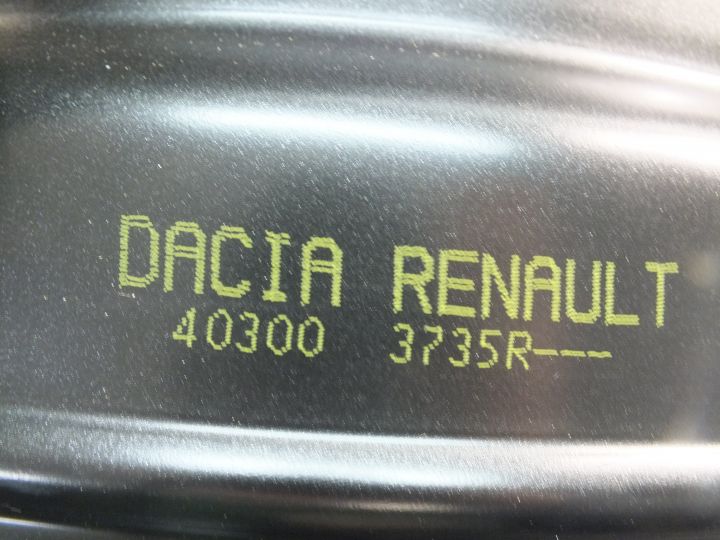 DACIA RENAULT
40300 3735R---